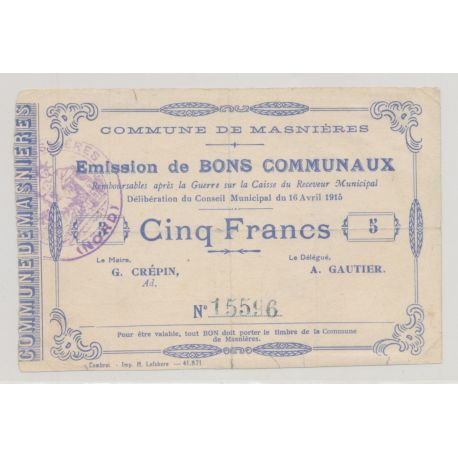 COMMUNE DE MASNIÈRES
COMMUNE DE MASNIÈRES
Emission de BONS COMMUNAUX
Remboursables après la Guerre sur la Caisse du Receveur Municipal
Délibération du Conseil Municipal du 16 Avril 1915
Cinq Francs
5
Le Maire,
Le Délégué,
G. CRÉPIN,
A. GAUTIER.
Ad.
No 15596
Pour être valable, tout BON doit porter le timbre de la Commune
de Masnières.
Cambrai - Imp. H. Lefebvre — 41.871
(NORD)